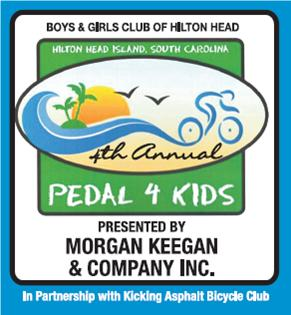 BOYS & GIRLS CLUB OF HILTON HEAD
HILTON HEAD ISLAND, SOUTH CAROLINA
4th Annual
PEDAL 4 KIDS
PRESENTED BY
MORGAN KEEGAN
& COMPANY INC.
In Partnership with Kicking Asphalt Bicycle Club